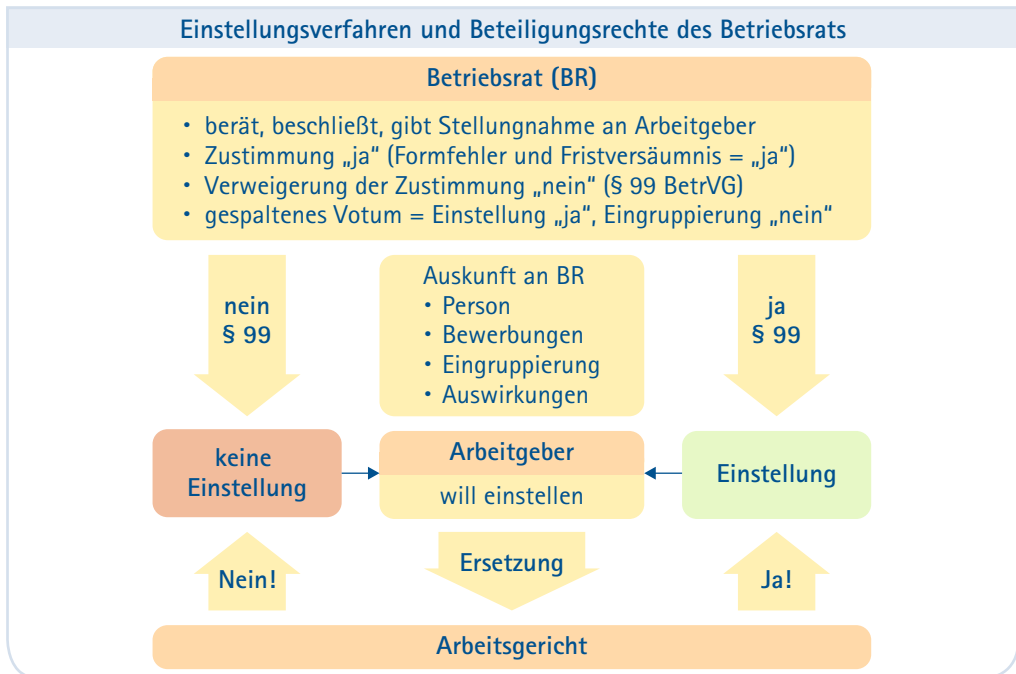 Einstellungsverfahren und Beteiligungsrechte des Betriebsrats
Betriebsrat (BR)
• berät, beschließt, gibt Stellungnahme an Arbeitgeber
• Zustimmung „ja“ (Formfehler und Fristversäumnis = „ja“)
• Verweigerung der Zustimmung „nein“ (§ 99 BetrVG)
• gespaltenes Votum = Einstellung „ja“, Eingruppierung „nein“
nein
§ 99
Auskunft an BR
• Person
• Bewerbungen
• Eingruppierung
• Auswirkungen
ja
§ 99
keine
Einstellung
Arbeitgeber
will einstellen
Einstellung
Nein!
Ersetzung
Ja!
Arbeitsgericht